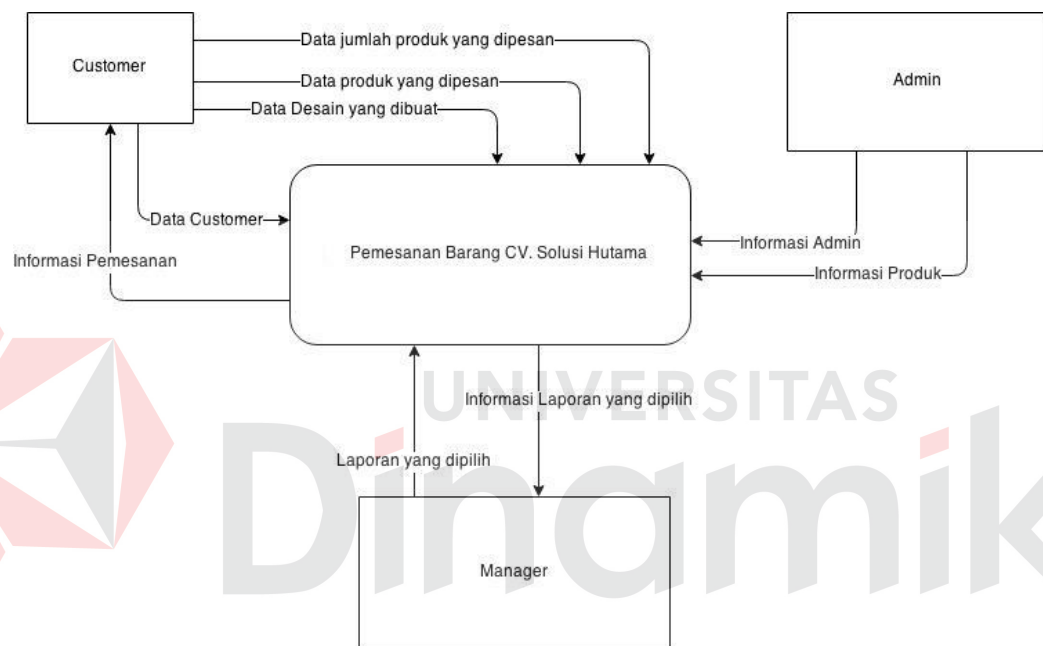 Customer
Data jumlah produk yang dipesan
Data produk yang dipesan
Data Desain yang dibuat
Admin
Data Customer
Informasi Pemesanan
Pemesanan Barang CV. Solusi Hutama
Informasi Admin
Informasi Produk
UNIVERSITAS
Dinamik
Informasi Laporan yang dipilih
Laporan yang dipilih
Manager